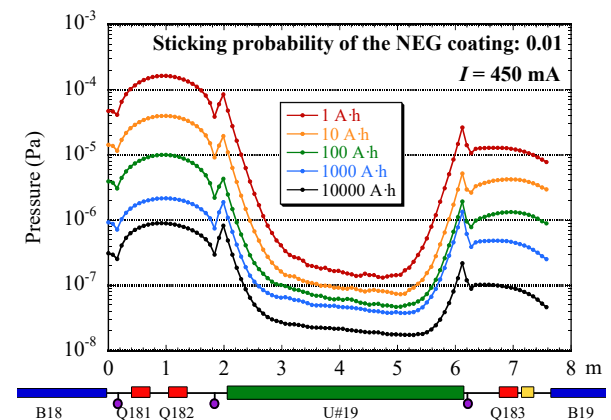 Sticking probability of the NEG coating: 0.01
I = 450 mA
Pressure (Pa)
10⁻³
10⁻⁴
10⁻⁵
10⁻⁶
10⁻⁷
10⁻⁸
1 A·h
10 A·h
100 A·h
1000 A·h
10000 A·h
0 1 2 3 4 5 6 7 m 8
B18 Q181 Q182 U#19 Q183 B19